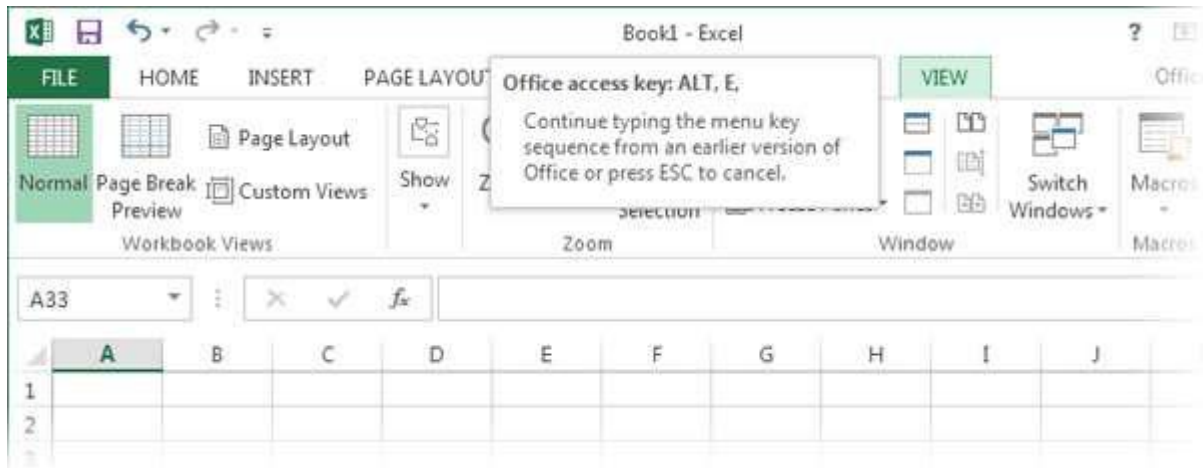 Book1 - Excel
?
FILE HOME INSERT PAGE LAYOUT VIEW
Office access key: ALT, E,
Continue typing the menu key
sequence from an earlier version of
Office or press ESC to cancel.
Normal
Page Break
Preview
Page Layout
Custom Views
Workbook Views
Show
Selection
Zoom
Switch
Windows
Window
Macros
Macros
A33
fx
A B C D E F G H I J
1
2
3